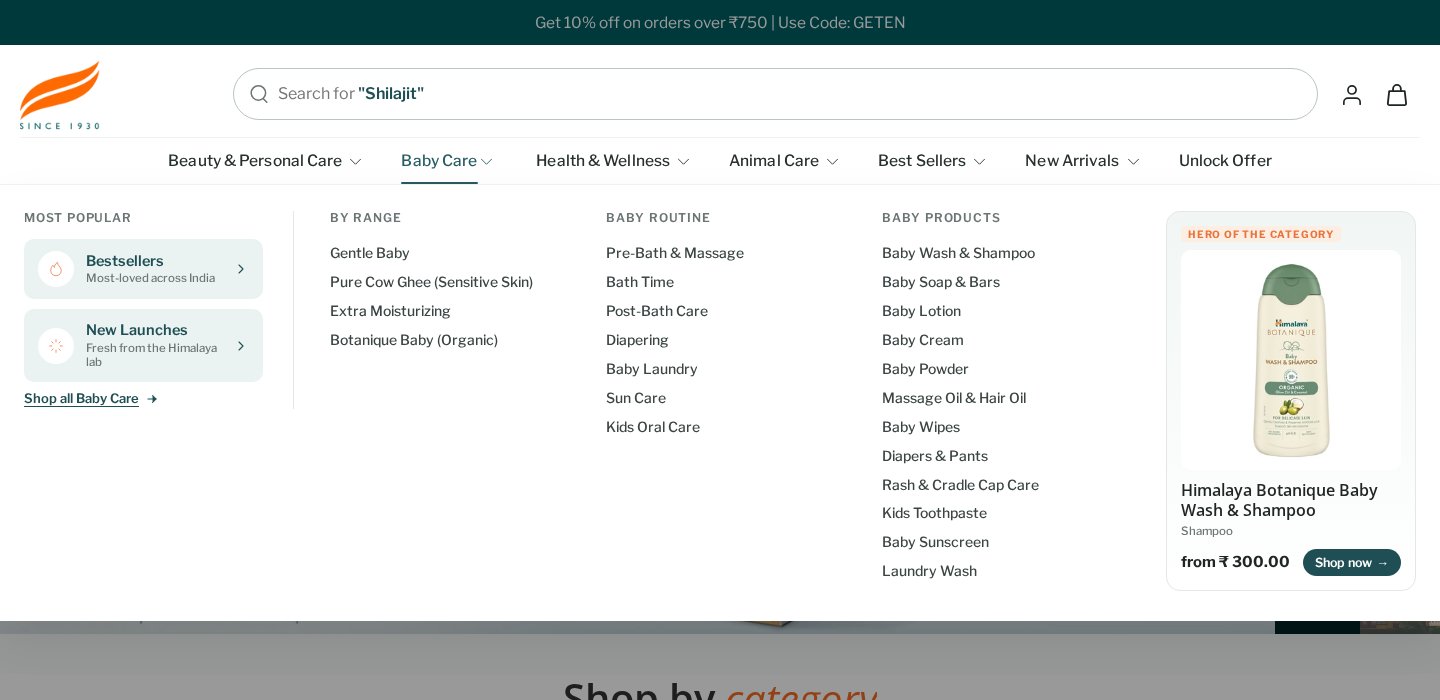 Get 10% off on orders over ₹750 | Use Code: GETEN
SINCE 1930
Search for "Shilajit"
Beauty & Personal Care
Baby Care
Health & Wellness
Animal Care
Best Sellers
New Arrivals
Unlock Offer
MOST POPULAR
Bestsellers
Most-loved across India
New Launches
Fresh from the Himalaya
lab
Shop all Baby Care →
BY RANGE
Gentle Baby
Pure Cow Ghee (Sensitive Skin)
Extra Moisturizing
Botanique Baby (Organic)
BABY ROUTINE
Pre-Bath & Massage
Bath Time
Post-Bath Care
Diapering
Baby Laundry
Sun Care
Kids Oral Care
BABY PRODUCTS
Baby Wash & Shampoo
Baby Soap & Bars
Baby Lotion
Baby Cream
Baby Powder
Massage Oil & Hair Oil
Baby Wipes
Diapers & Pants
Rash & Cradle Cap Care
Kids Toothpaste
Baby Sunscreen
Laundry Wash
HERO OF THE CATEGORY
Himalaya
BOTANIQUE
Baby
WASH & SHAMPOO
ORGANIC
Himalaya Botanique Baby
Wash & Shampoo
Shampoo
from ₹ 300.00
Shop now →
Shop by category